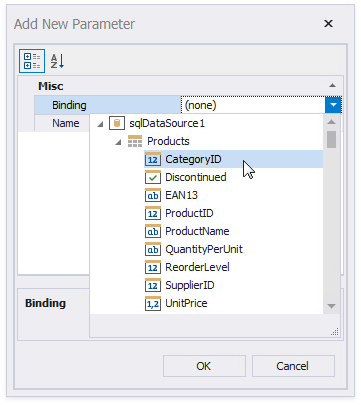 Add New Parameter
Misc
Binding (none)
Name
sqlDataSource1
Products
12 CategoryID
Discontinued
ab EAN13
12 ProductID
ab ProductName
ab QuantityPerUnit
12 ReorderLevel
12 SupplierID
1,2 UnitPrice
Binding
OK Cancel